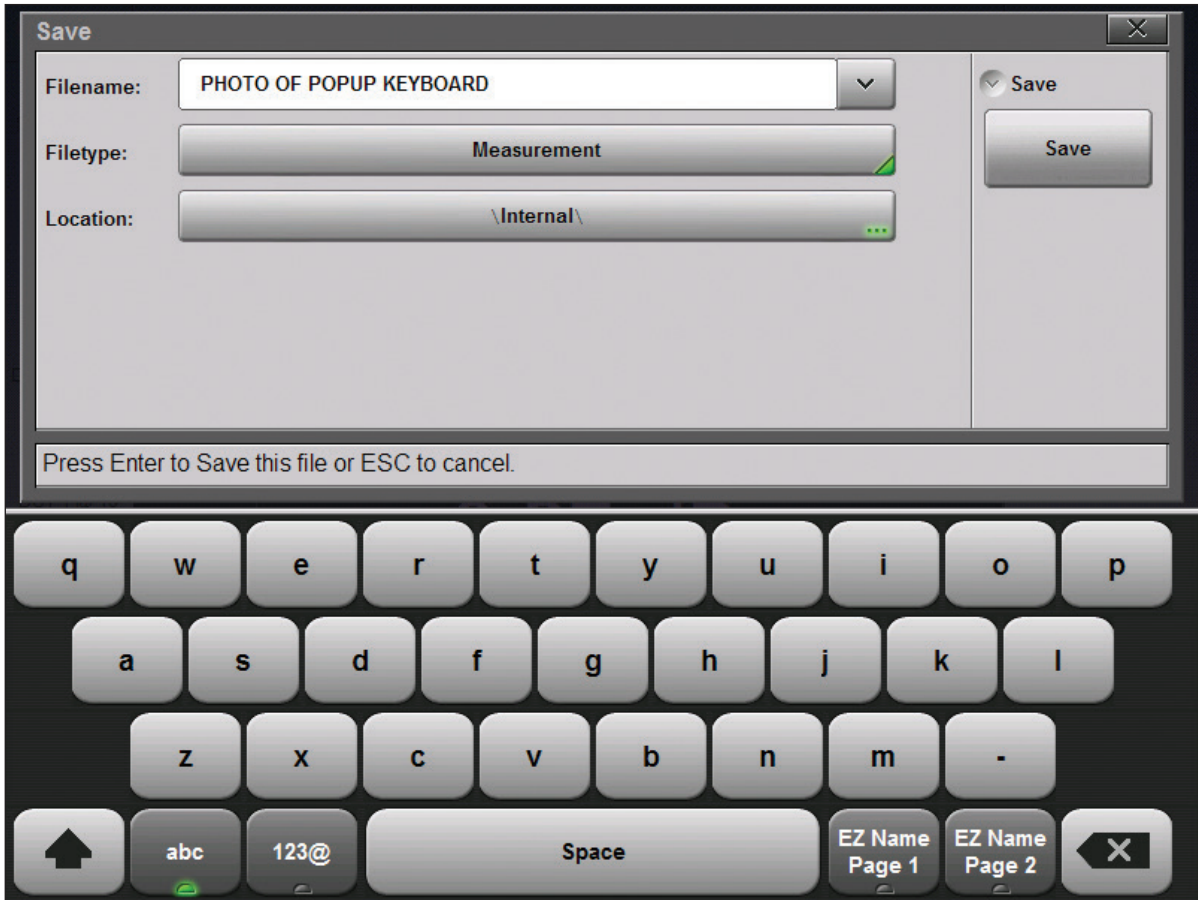 Save
Filename: PHOTO OF POPUP KEYBOARD
Save
Filetype: Measurement
Save
Location: \Internal\
Press Enter to Save this file or ESC to cancel.
q w e r t y u i o p
a s d f g h j k l
z x c v b n m -
abc 123@ Space EZ Name Page 1 EZ Name Page 2